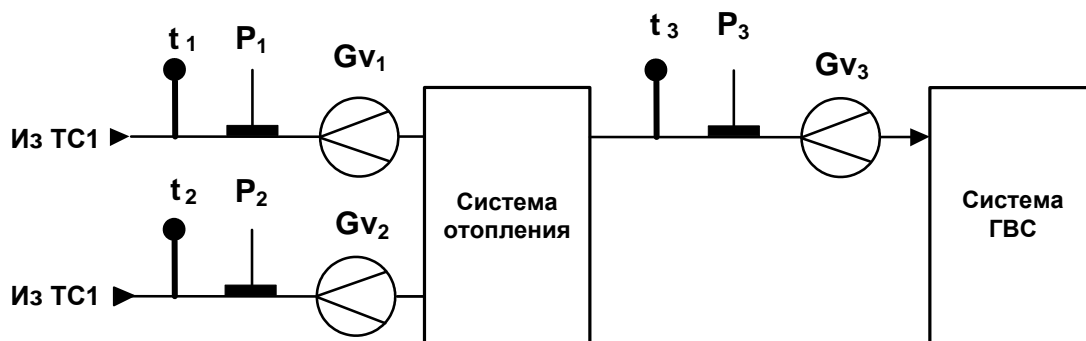 t 1 P1 Gv1
t 3 P3 Gv3
Из ТС1
Система отопления
Система ГВС
t 2 P2 Gv2
Из ТС1